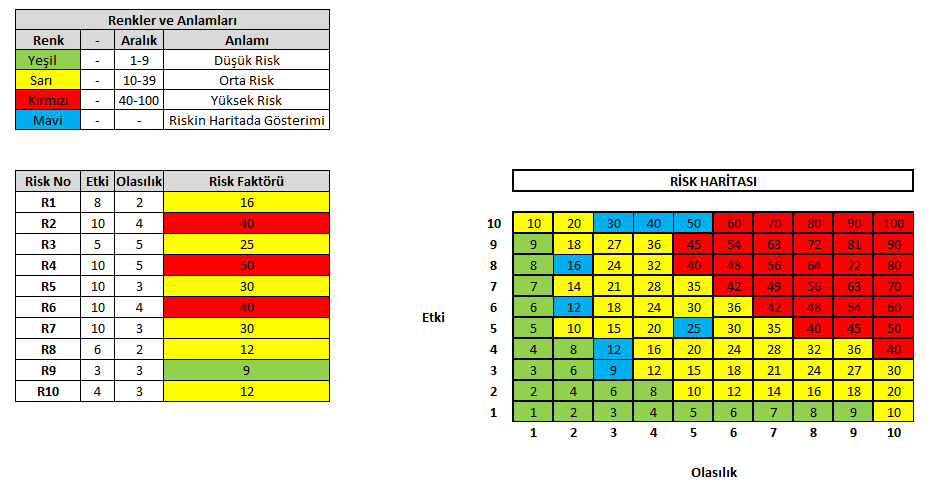 Renkler ve Anlamları
Renk - Aralık Anlamı
Yeşil - 1-9 Düşük Risk
Sarı - 10-39 Orta Risk
Kırmızı - 40-100 Yüksek Risk
Mavi - - Riskin Haritada Gösterimi
Risk No Etki Olasılık Risk Faktörü
R1 8 2 16
R2 10 4 40
R3 5 5 25
R4 10 5 50
R5 10 3 30
R6 10 4 40
R7 10 3 30
R8 6 2 12
R9 3 3 9
R10 4 3 12
RİSK HARİTASI
10 10 20 30 40 50 60 70 80 90 100
9 9 18 27 36 45 54 63 72 81 90
8 8 16 24 32 40 48 56 64 72 80
7 7 14 21 28 35 42 49 56 63 70
6 6 12 18 24 30 36 42 48 54 60
5 5 10 15 20 25 30 35 40 45 50
4 4 8 12 16 20 24 28 32 36 40
3 3 6 9 12 15 18 21 24 27 30
2 2 4 6 8 10 12 14 16 18 20
1 1 2 3 4 5 6 7 8 9 10
1 2 3 4 5 6 7 8 9 10
Etki
Olasılık